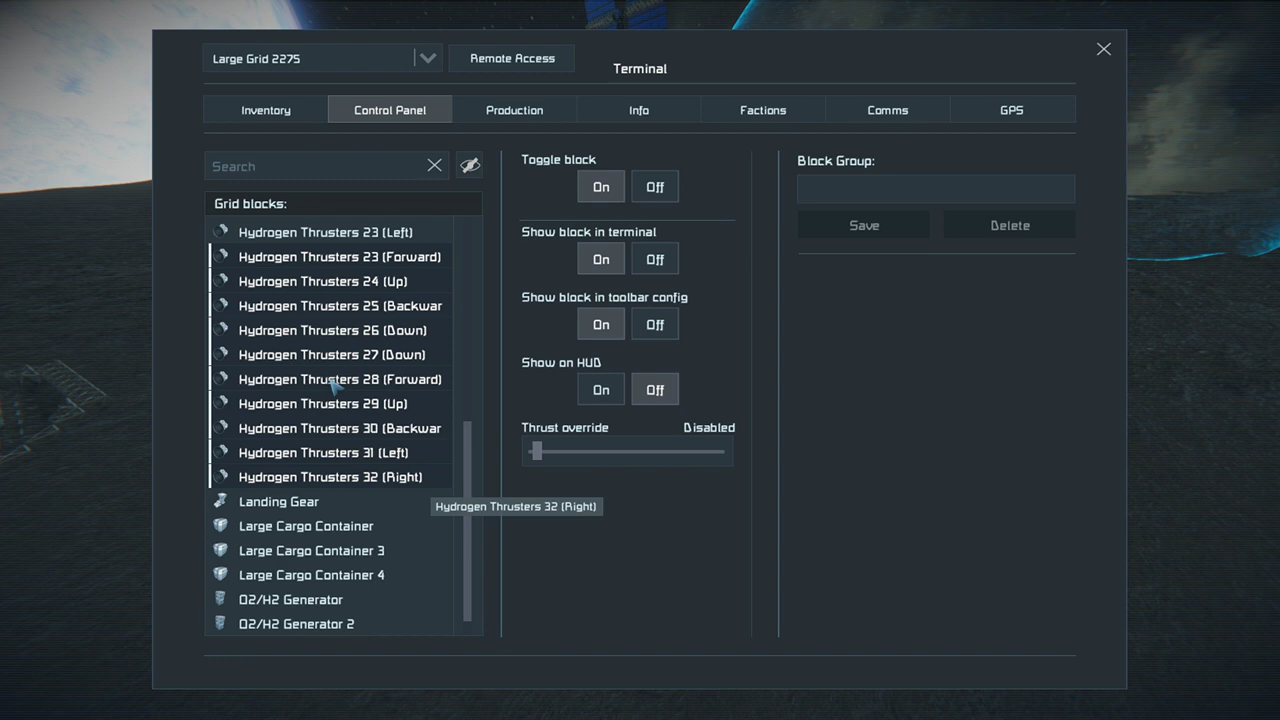 Large Grid 2275
Remote Access
Terminal
Inventory
Control Panel
Production
Info
Factions
Comms
GPS
Search
Grid blocks:
Hydrogen Thrusters 23 (Left)
Hydrogen Thrusters 23 (Forward)
Hydrogen Thrusters 24 (Up)
Hydrogen Thrusters 25 (Backwar
Hydrogen Thrusters 26 (Down)
Hydrogen Thrusters 27 (Down)
Hydrogen Thrusters 28 (Forward)
Hydrogen Thrusters 29 (Up)
Hydrogen Thrusters 30 (Backwar
Hydrogen Thrusters 31 (Left)
Hydrogen Thrusters 32 (Right)
Landing Gear
Large Cargo Container
Large Cargo Container 3
Large Cargo Container 4
O2/H2 Generator
O2/H2 Generator 2
Hydrogen Thrusters 32 (Right)
Toggle block
On Off
Show block in terminal
On Off
Show block in toolbar config
On Off
Show on HUD
On Off
Thrust override Disabled
Block Group:
Save Delete